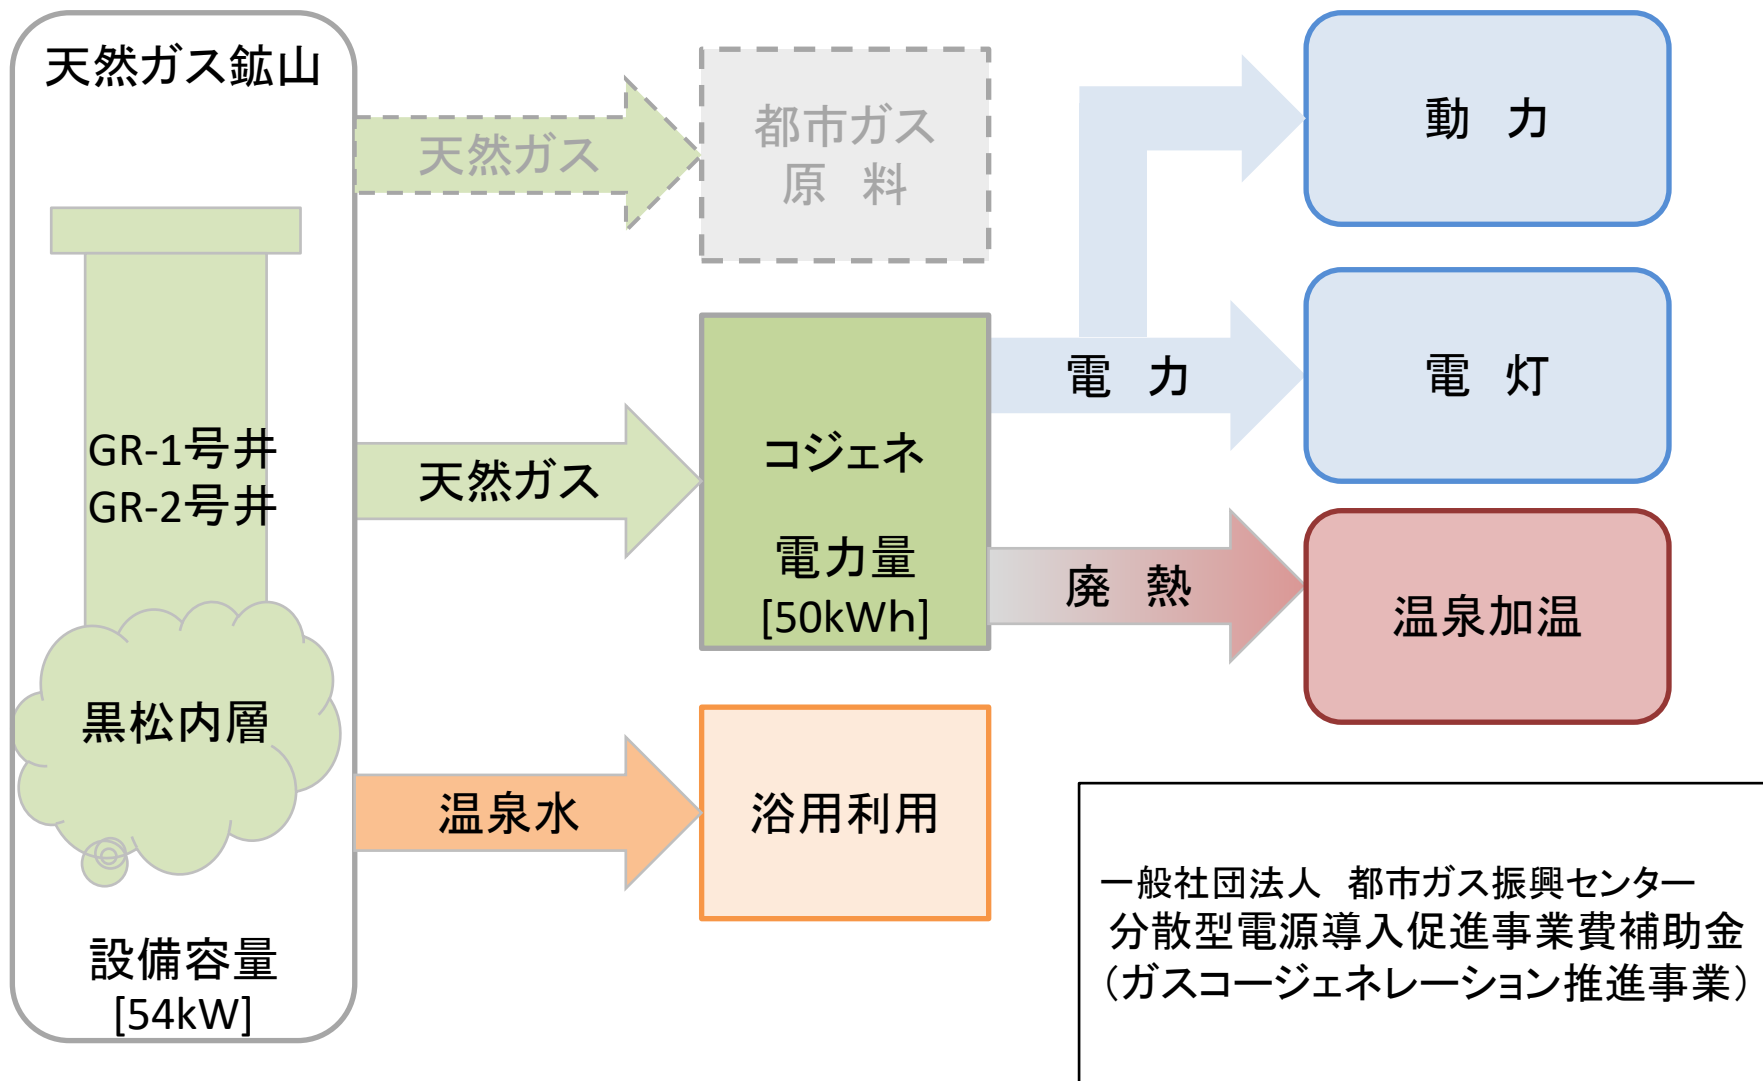 天然ガス鉱山
GR-1号井
GR-2号井
黒松内層
設備容量
[54kW]
天然ガス
都市ガス
原　料
天然ガス
コジェネ
電力量
[50kWh]
温泉水
浴用利用
電　力
動　力
電　灯
廃　熱
温泉加温
一般社団法人　都市ガス振興センター
分散型電源導入促進事業費補助金
（ガスコージェネレーション推進事業）